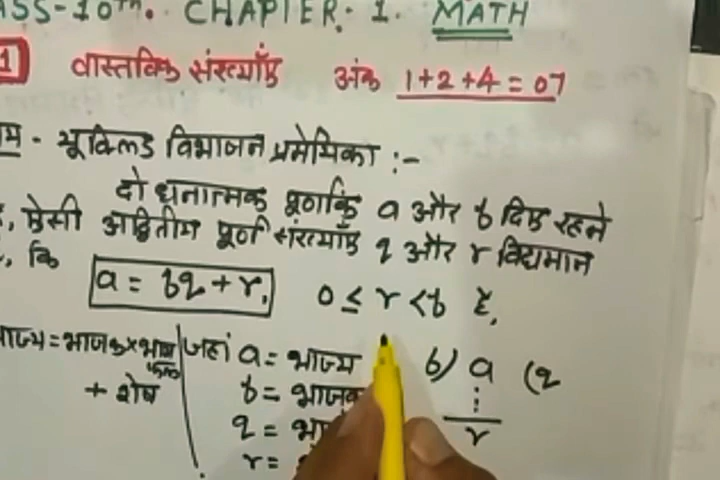 ASS-10th. CHAPTER. 1. MATH
1 वास्तविक संख्याएँ अंक 1+2+4=07
- यूक्लिड विभाजन प्रमेयिका :-
दो धनात्मक पूर्णांक a और b दिए रहने
, ऐसी अद्वितीय पूर्ण संख्याएँ q और r विद्यमान
, कि a = bq + r, 0 ≤ r < b है,
भाज्य = भाजक × भाग
+ शेष
जहां a = भाज्य
b = भाजक
q =
r =
b) a (q
r